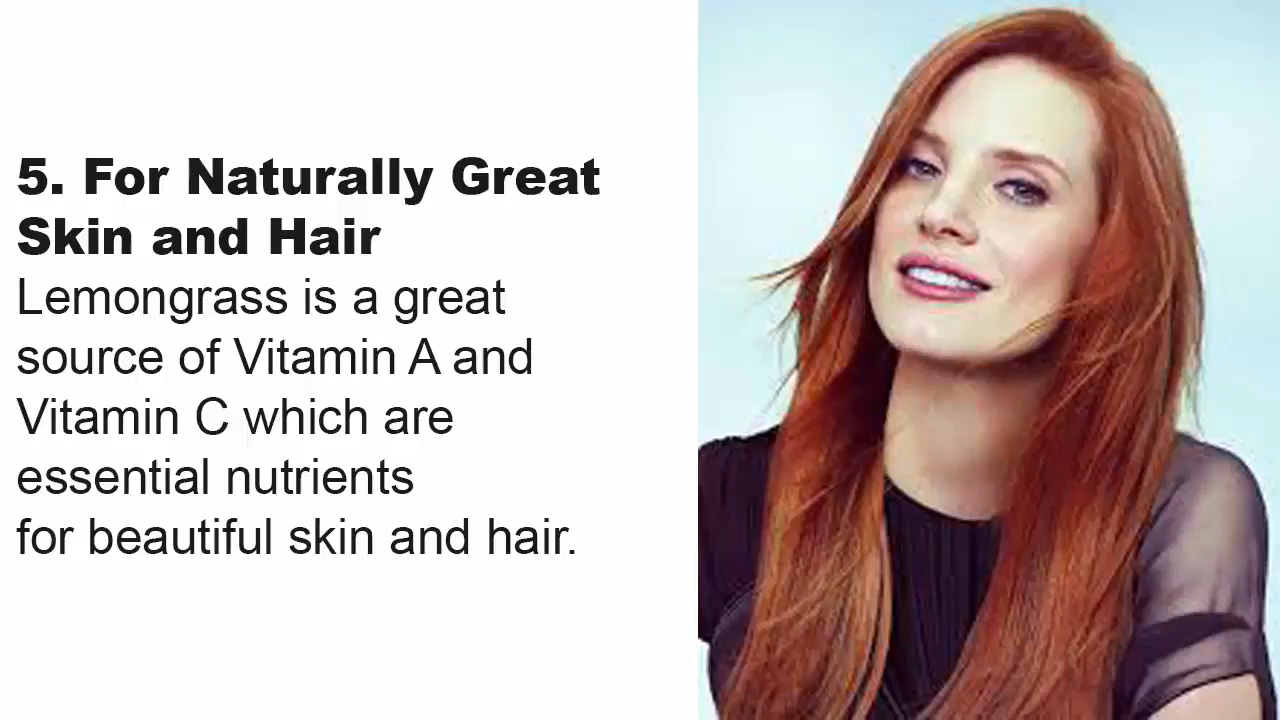 5. For Naturally Great
Skin and Hair
Lemongrass is a great
source of Vitamin A and
Vitamin C which are
essential nutrients
for beautiful skin and hair.